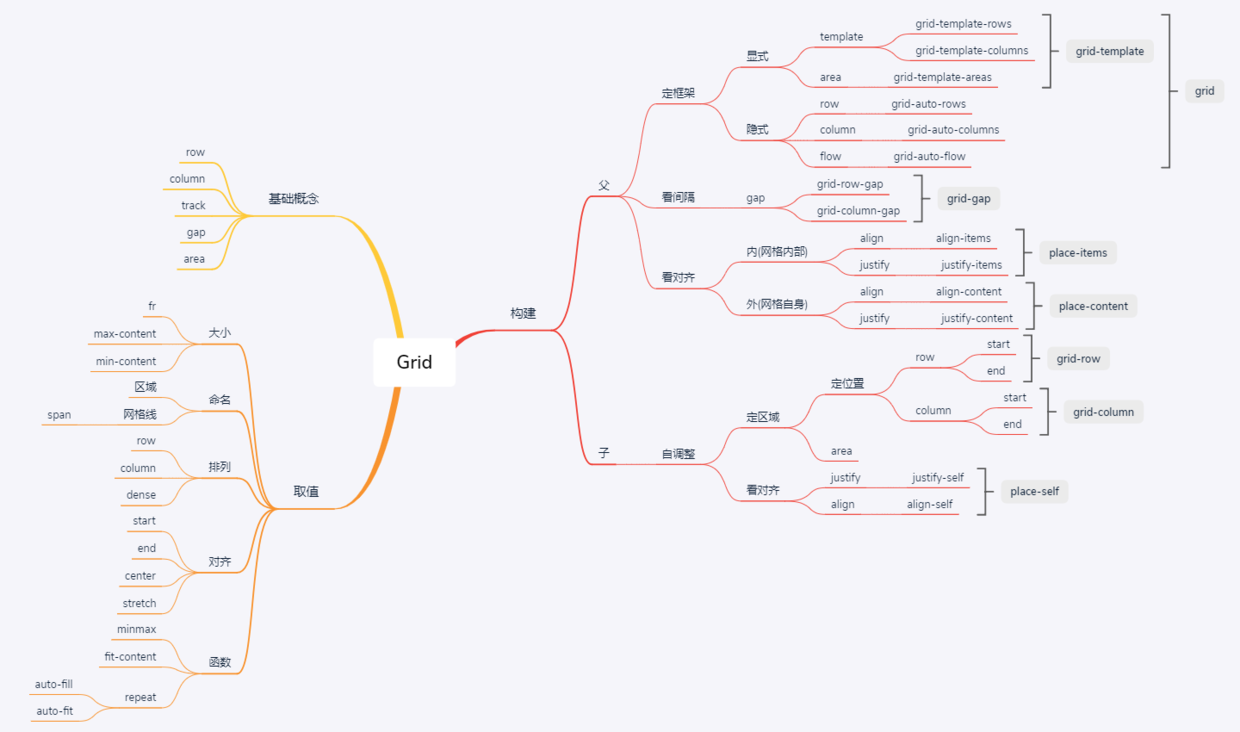 Grid
基础概念
row
column
track
gap
area
取值
大小
fr
max-content
min-content
命名
区域
网格线
span
排列
row
column
dense
对齐
start
end
center
stretch
函数
minmax
fit-content
repeat
auto-fill
auto-fit
构建
父
定框架
显式
template
grid-template-rows
grid-template-columns
area
grid-template-areas
grid-template
隐式
row
grid-auto-rows
column
grid-auto-columns
flow
grid-auto-flow
grid
看间隔
gap
grid-row-gap
grid-column-gap
grid-gap
看对齐
内(网格内部)
align
align-items
justify
justify-items
place-items
外(网格自身)
align
align-content
justify
justify-content
place-content
子
自调整
定区域
定位置
row
start
end
grid-row
column
start
end
grid-column
area
看对齐
justify
justify-self
align
align-self
place-self